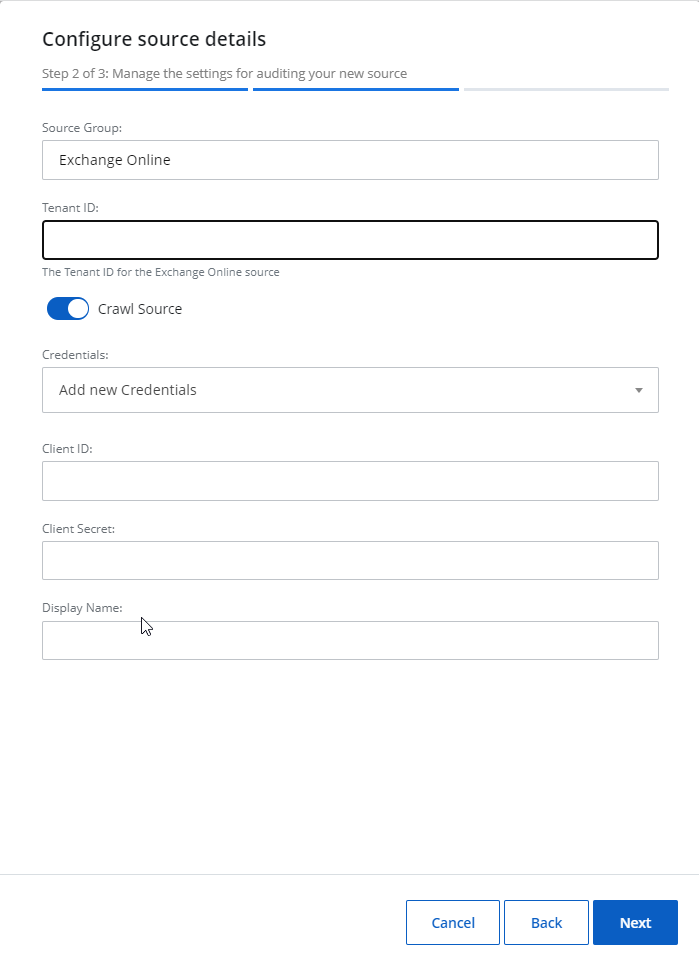 Configure source details
Step 2 of 3: Manage the settings for auditing your new source
Source Group:
Exchange Online
Tenant ID:
The Tenant ID for the Exchange Online source
Crawl Source
Credentials:
Add new Credentials
Client ID:
Client Secret:
Display Name:
Cancel Back Next